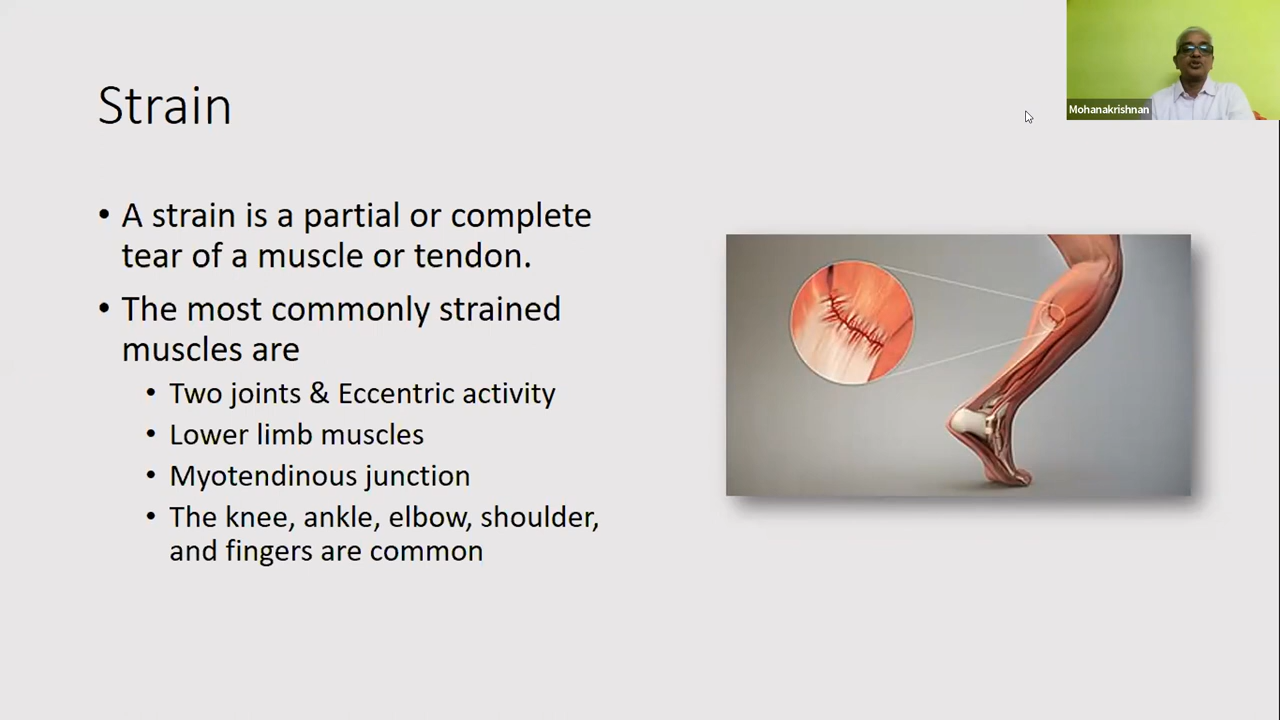 Mohanakrishnan
Strain
• A strain is a partial or complete
tear of a muscle or tendon.
• The most commonly strained
muscles are
• Two joints & Eccentric activity
• Lower limb muscles
• Myotendinous junction
• The knee, ankle, elbow, shoulder,
and fingers are common